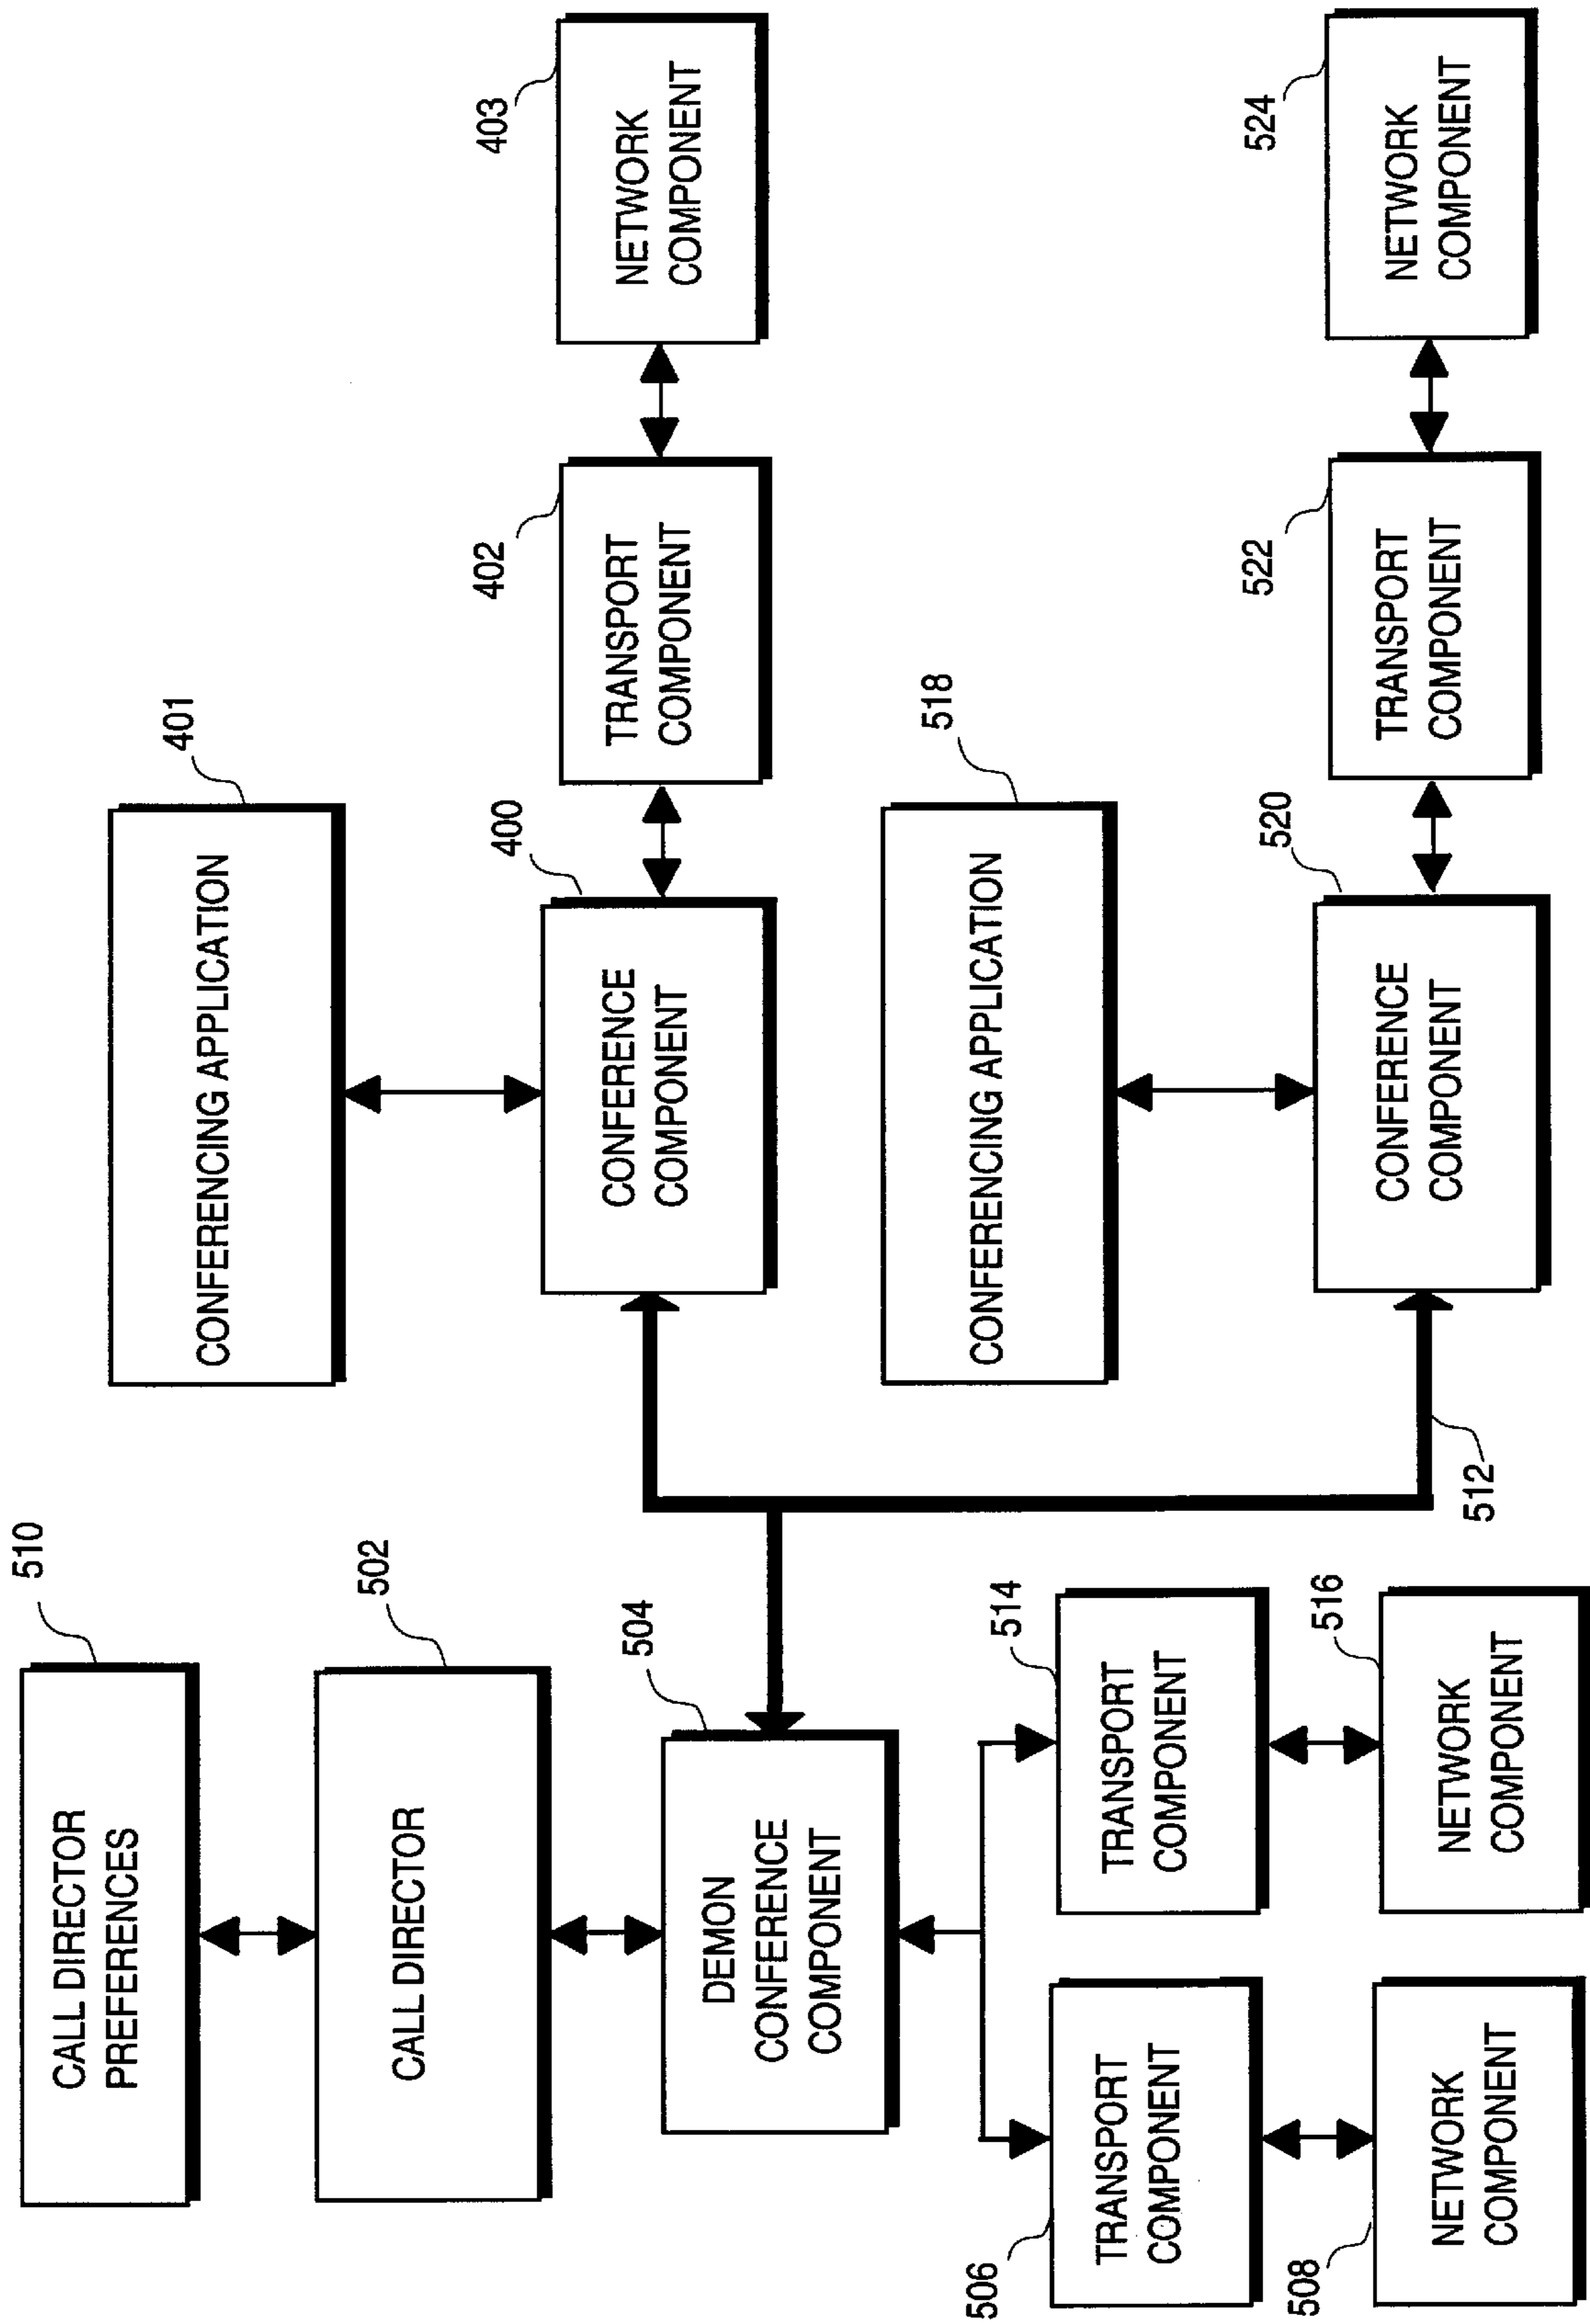 510
CALL DIRECTOR
PREFERENCES
502
CALL DIRECTOR
504
DEMON
CONFERENCE
COMPONENT
506
TRANSPORT
COMPONENT
514
TRANSPORT
COMPONENT
508
NETWORK
COMPONENT
516
NETWORK
COMPONENT
512
401
CONFERENCING APPLICATION
400
CONFERENCE
COMPONENT
402
TRANSPORT
COMPONENT
403
NETWORK
COMPONENT
518
CONFERENCING APPLICATION
520
CONFERENCE
COMPONENT
522
TRANSPORT
COMPONENT
524
NETWORK
COMPONENT